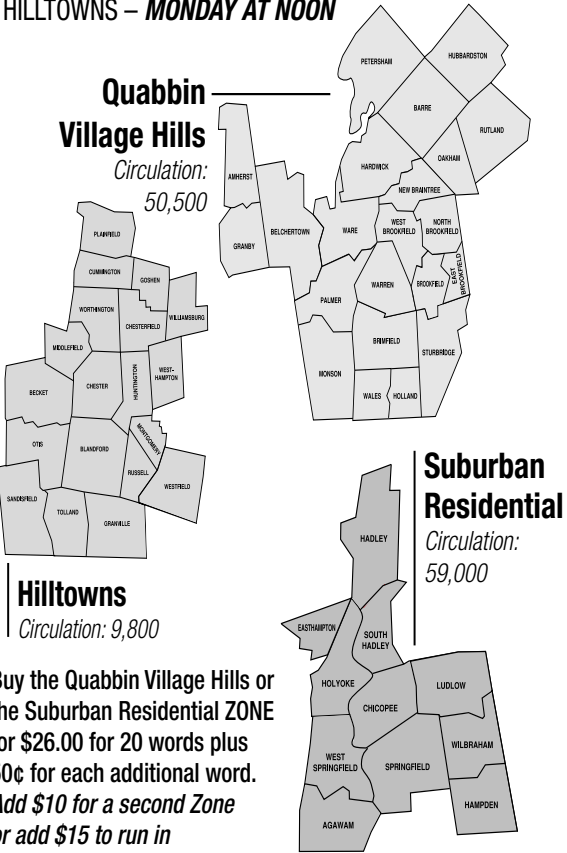 HILLTOWNS – MONDAY AT NOON
Quabbin
Village Hills
Circulation:
50,500
PETERSHAM
HUBBARDSTON
BARRE
RUTLAND
HARDWICK
OAKHAM
NEW BRAINTREE
AMHERST
BELCHERTOWN
GRANBY
WARE
WEST
BROOKFIELD
NORTH
BROOKFIELD
EAST
BROOKFIELD
PALMER
WARREN
BROOKFIELD
BRIMFIELD
STURBRIDGE
MONSON
WALES
HOLLAND
PLAINFIELD
CUMMINGTON
GOSHEN
WORTHINGTON
CHESTERFIELD
WILLIAMSBURG
MIDDLEFIELD
BECKET
CHESTER
HUNTINGTON
WEST-
HAMPTON
OTIS
BLANDFORD
MONTGOMERY
RUSSELL
WESTFIELD
SANDISFIELD
TOLLAND
GRANVILLE
Hilltowns
Circulation: 9,800
Suburban
Residential
Circulation:
59,000
HADLEY
EASTHAMPTON
SOUTH
HADLEY
HOLYOKE
CHICOPEE
LUDLOW
WEST
SPRINGFIELD
SPRINGFIELD
WILBRAHAM
AGAWAM
HAMPDEN
Buy the Quabbin Village Hills or
the Suburban Residential ZONE
for $26.00 for 20 words plus
50¢ for each additional word.
Add $10 for a second Zone
or add $15 to run in